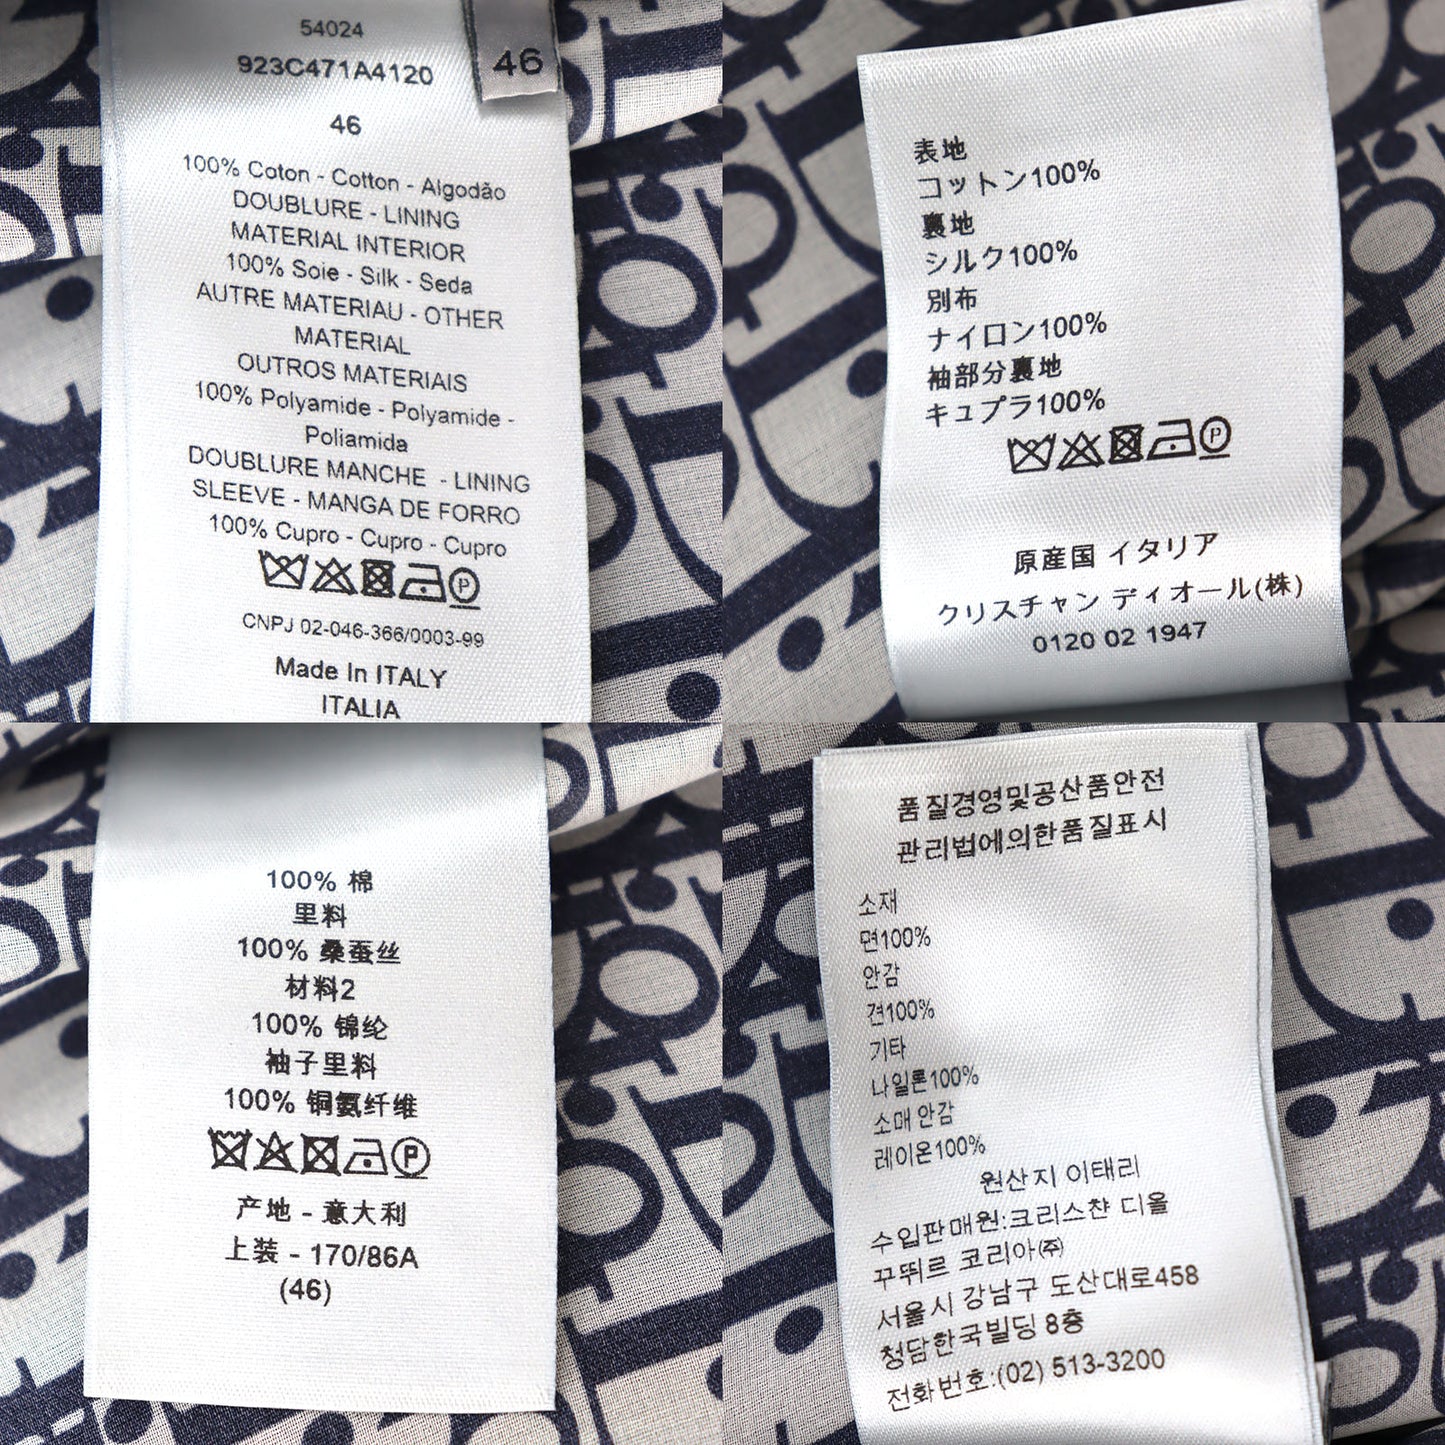 54024
923C471A4120
46
46
100% Coton - Cotton - Algodão
DOUBLURE - LINING
MATERIAL INTERIOR
100% Soie - Silk - Seda
AUTRE MATERIAU - OTHER
MATERIAL
OUTROS MATERIAIS
100% Polyamide - Polyamide -
Poliamida
DOUBLURE MANCHE - LINING
SLEEVE - MANGA DE FORRO
100% Cupro - Cupro - Cupro
CNPJ 02-046-366/0003-99
Made In ITALY
ITALIA
表地
コットン100%
裏地
シルク100%
別布
ナイロン100%
袖部分裏地
キュプラ100%
P
原産国 イタリア
クリスチャン ディオール(株)
0120 02 1947
100% 棉
里料
100% 桑蚕丝
材料2
100% 锦纶
袖子里料
100% 铜氨纤维
P
产地 - 意大利
上装 - 170/86A
(46)
품질경영및공산품안전
관리법에의한품질표시
소재
면100%
안감
견100%
기타
나일론100%
소매 안감
레이온100%
원산지 이태리
수입판매원:크리스챤 디올
꾸뛰르 코리아㈜
서울시 강남구 도산대로458
청담한국빌딩 8층
전화번호:(02) 513-3200